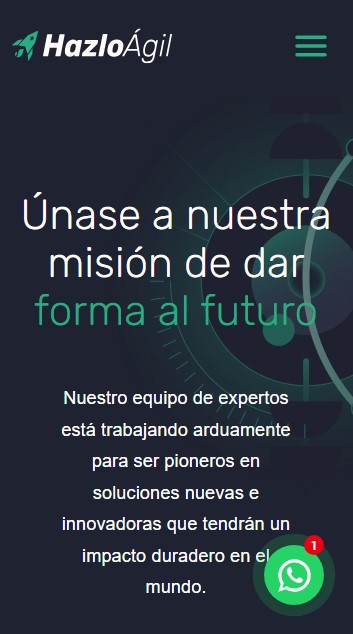 HazloÁgil
Únase a nuestra
misión de dar
forma al futuro
Nuestro equipo de expertos
está trabajando arduamente
para ser pioneros en
soluciones nuevas e
innovadoras que tendrán un
impacto duradero en el
mundo.
1